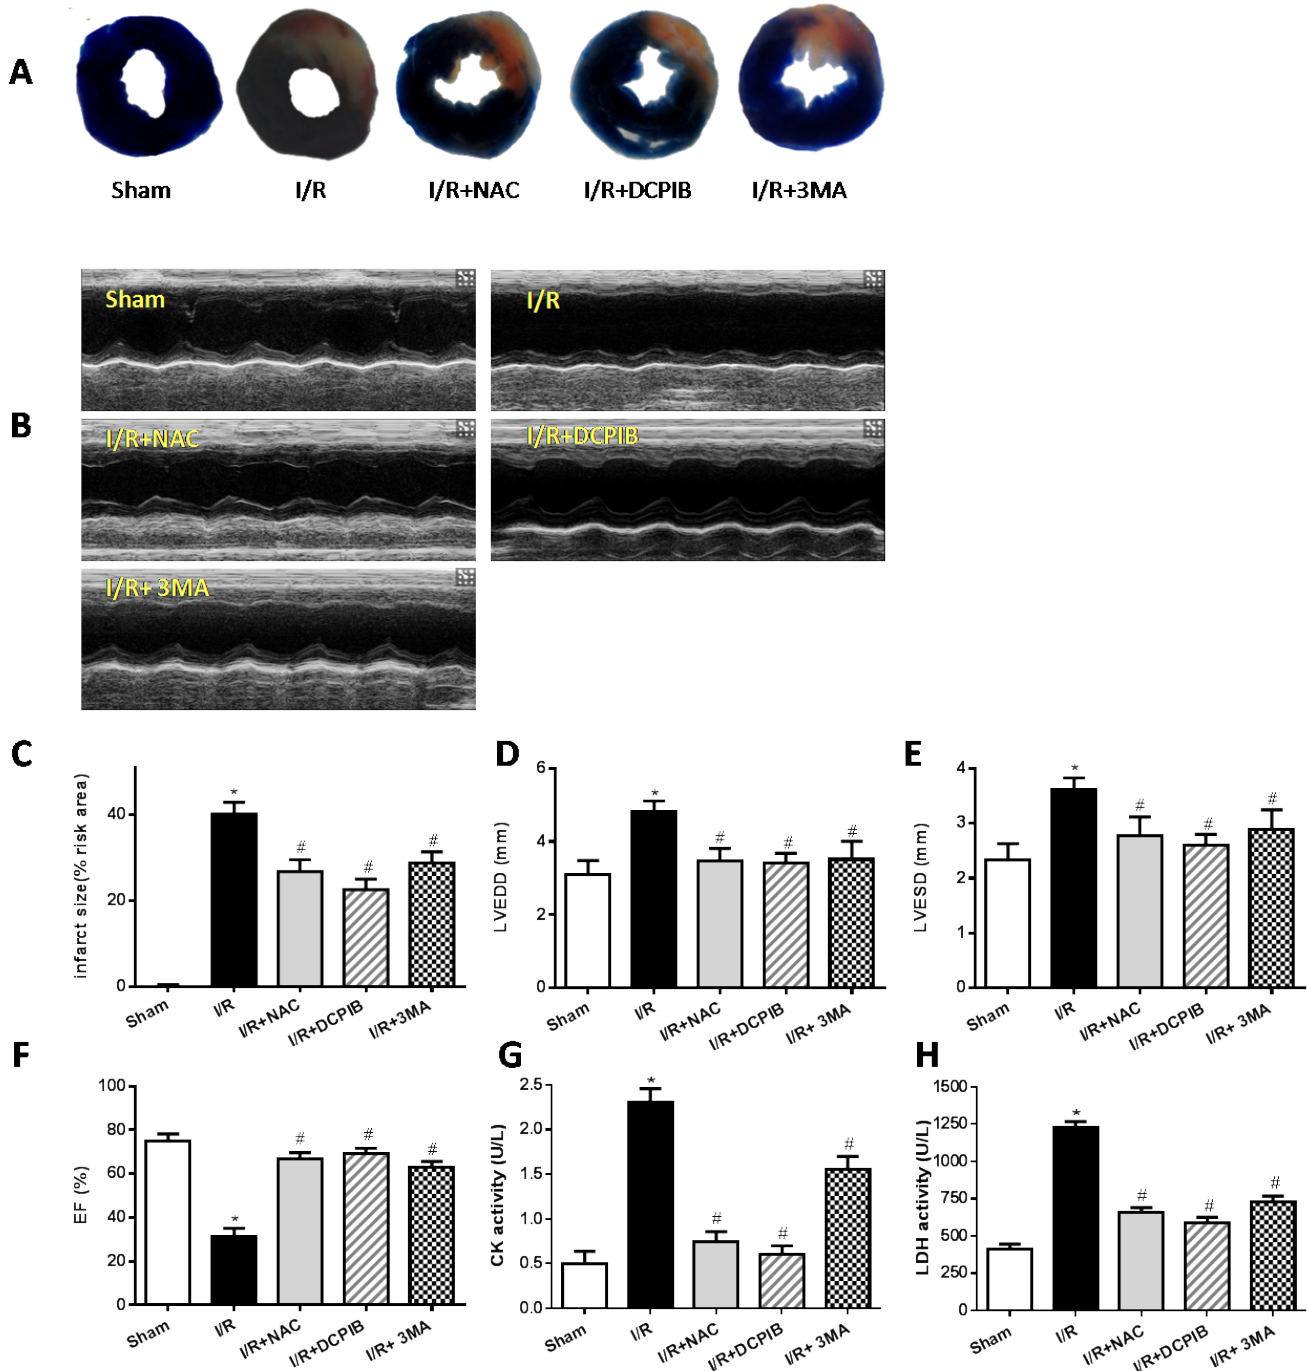 A
Sham I/R I/R+NAC I/R+DCPIB I/R+3MA
B
Sham
I/R
I/R+NAC
I/R+DCPIB
I/R+ 3MA
C
infarct size(% risk area)
40
20
0
*
#
#
#
Sham I/R I/R+NAC I/R+DCPIB I/R+3MA
D
LVEDD (mm)
6
4
2
0
*
#
#
#
Sham I/R I/R+NAC I/R+DCPIB I/R+ 3MA
E
LVESD (mm)
4
3
2
1
0
*
#
#
#
Sham I/R I/R+NAC I/R+DCPIB I/R+ 3MA
F
EF (%)
100
80
60
40
20
0
*
#
#
#
Sham I/R I/R+NAC I/R+DCPIB I/R+ 3MA
G
CK activity (U/L)
2.5
2.0
1.5
1.0
0.5
0.0
*
#
#
#
Sham I/R I/R+NAC I/R+DCPIB I/R+ 3MA
H
LDH activity (U/L)
1500
1250
1000
750
500
250
0
*
#
#
#
Sham I/R I/R+NAC I/R+DCPIB I/R+ 3MA